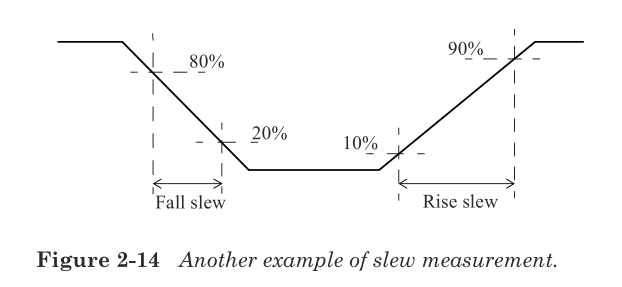 80%
90%
20%
10%
Fall slew
Rise slew
Figure 2-14 Another example of slew measurement.